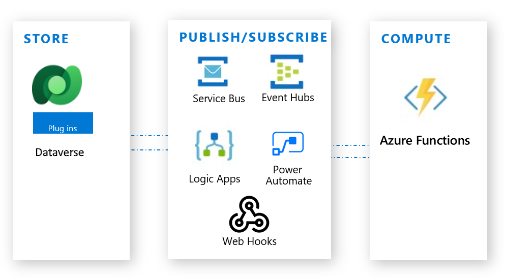 STORE
Plug ins
Dataverse
PUBLISH/SUBSCRIBE
Service Bus
Event Hubs
Logic Apps
Power
Automate
Web Hooks
COMPUTE
Azure Functions